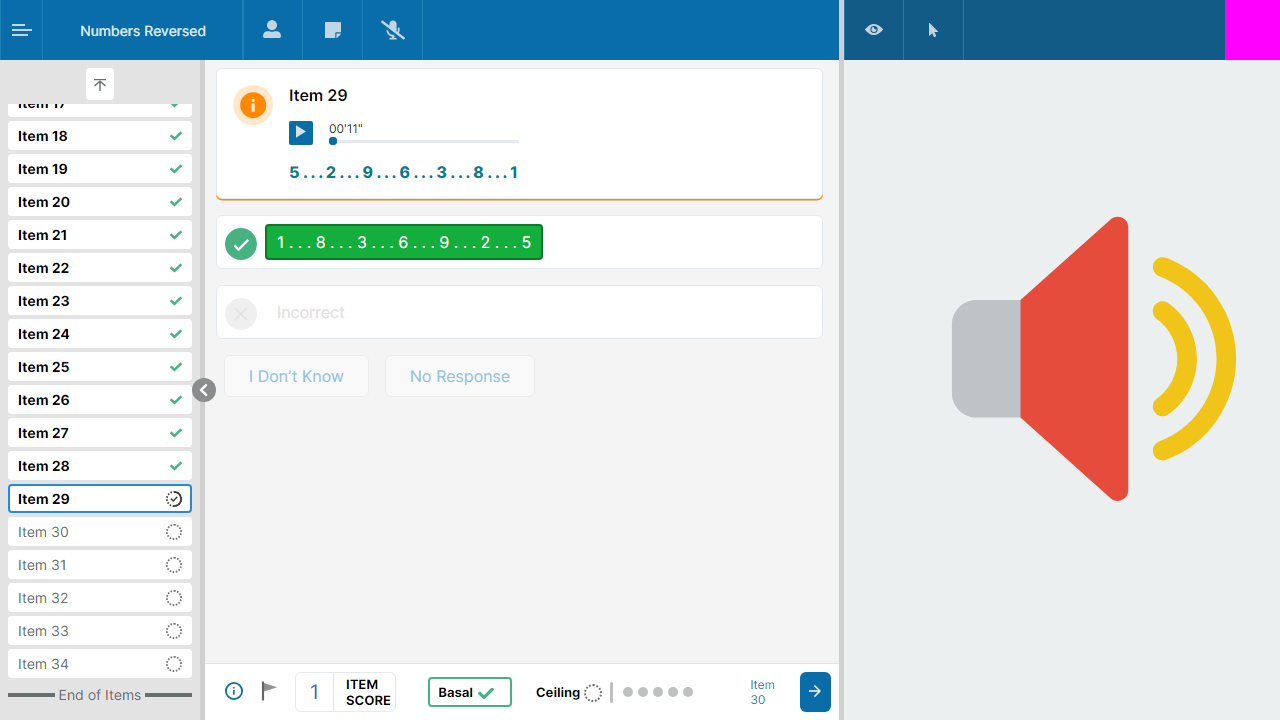 Numbers Reversed
Item 17
Item 18
Item 19
Item 20
Item 21
Item 22
Item 23
Item 24
Item 25
Item 26
Item 27
Item 28
Item 29
Item 30
Item 31
Item 32
Item 33
Item 34
End of Items
Item 29
00'11"
5...2...9...6...3...8...1
1...8...3...6...9...2...5
Incorrect
I Don't Know
No Response
1
ITEM
SCORE
Basal
Ceiling
Item
30